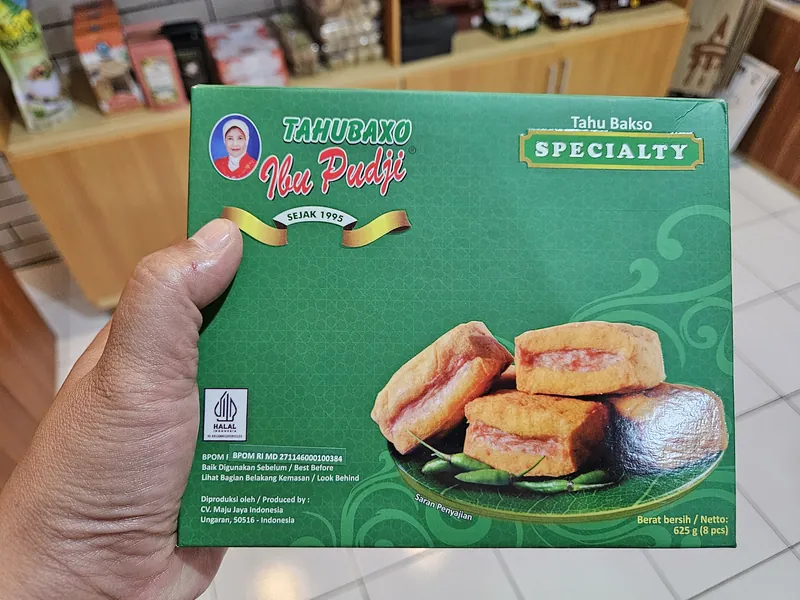 TAHUBAXO
Ibu Pudji®
SEJAK 1995
Tahu Bakso
SPECIALTY
HALAL
INDONESIA
BPOM RI MD 271146000100384
Baik Digunakan Sebelum / Best Before
Lihat Bagian Belakang Kemasan / Look Behind
Diproduksi oleh / Produced by :
CV. Maju Jaya Indonesia
Ungaran, 50516 - Indonesia
Saran Penyajian
Berat bersih / Netto:
625 g (8 pcs)